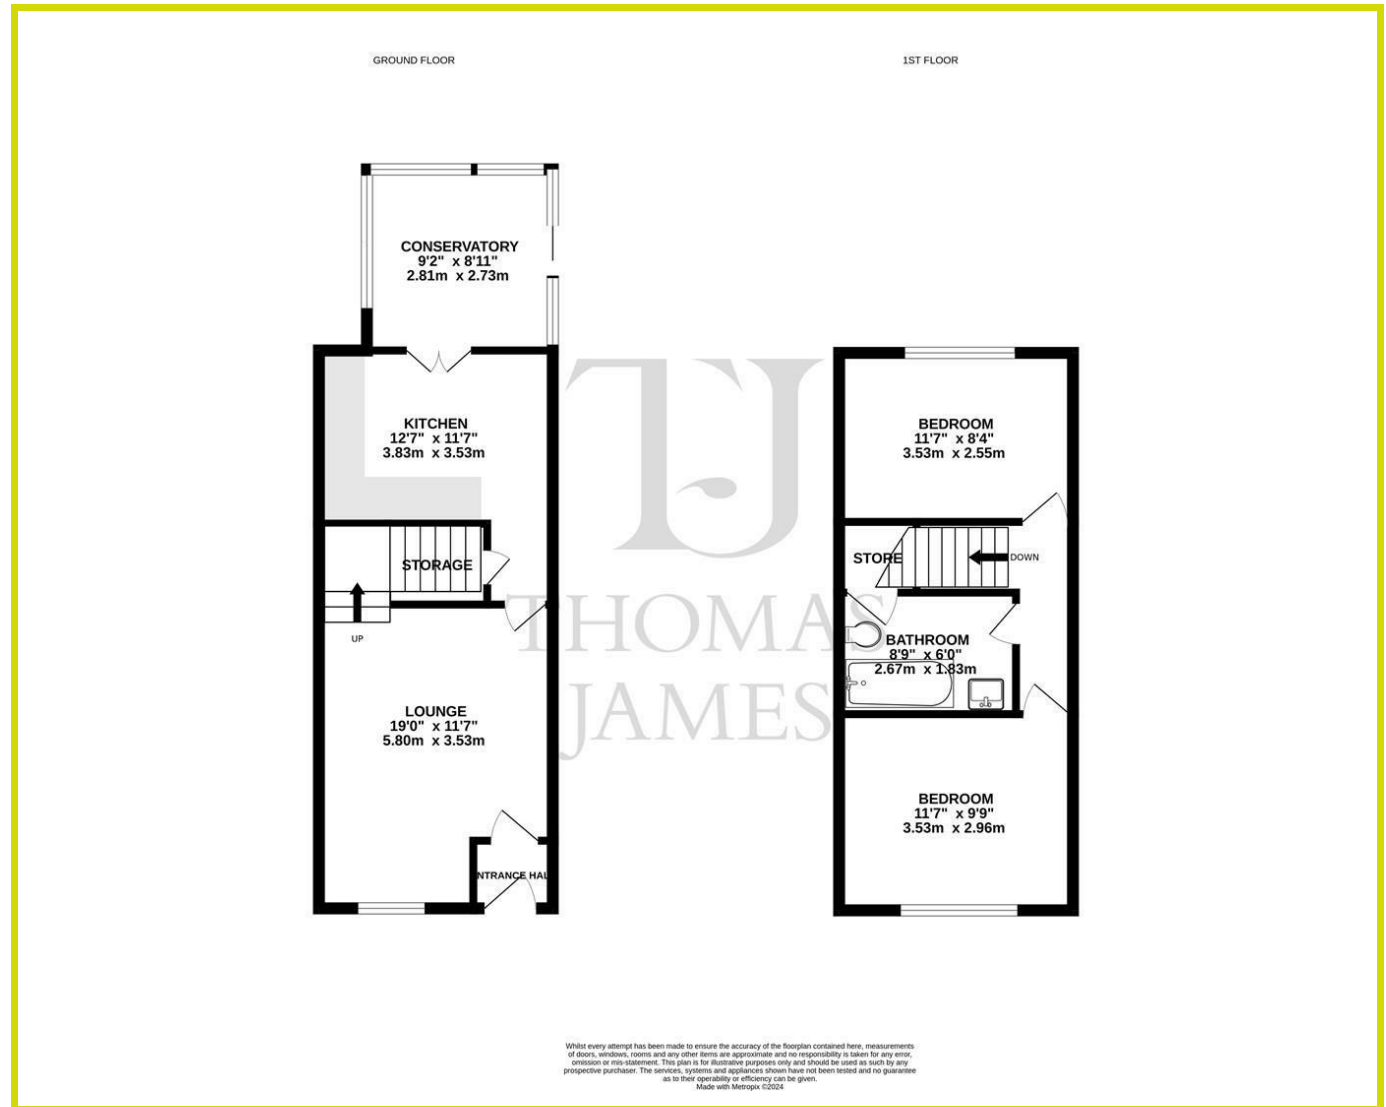 GROUND FLOOR
1ST FLOOR
CONSERVATORY
9'2" x 8'11"
2.81m x 2.73m
KITCHEN
12'7" x 11'7"
3.83m x 3.53m
STORAGE
UP
LOUNGE
19'0" x 11'7"
5.80m x 3.53m
NTRANCE HAL
BEDROOM
11'7" x 8'4"
3.53m x 2.55m
STORE
DOWN
BATHROOM
8'9" x 6'0"
2.67m x 1.83m
BEDROOM
11'7" x 9'9"
3.53m x 2.96m
TJ
THOMAS
JAMES
Whilst every attempt has been made to ensure the accuracy of the floorplan contained here, measurements
of doors, windows, rooms and any other items are approximate and no responsibility is taken for any error,
omission or mis-statement. This plan is for illustrative purposes only and should be used as such by any
prospective purchaser. The services, systems and appliances shown have not been tested and no guarantee
as to their operability or efficiency can be given.
Made with Metropix ©2024